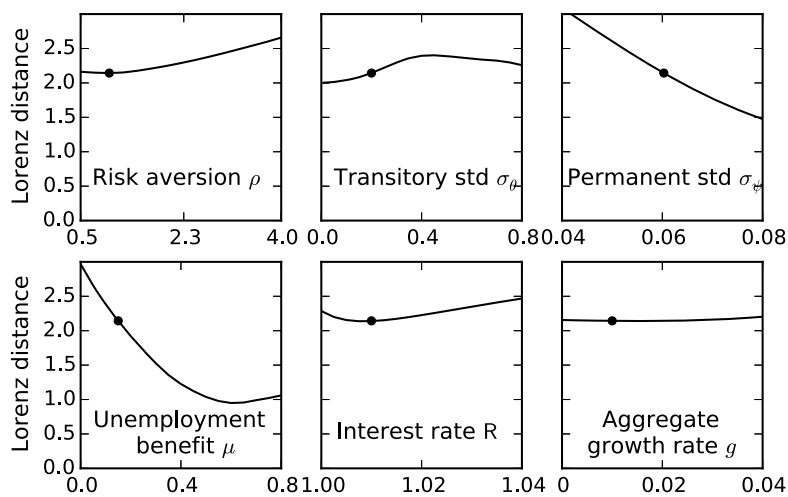 Lorenz distance
2.5
2.0
1.5
1.0
0.5
0.0
Risk aversion ρ
0.5 2.3 4.0
Transitory std σ_θ
0.0 0.4 0.8
Permanent std σ_ψ
0.04 0.06 0.08
Lorenz distance
2.5
2.0
1.5
1.0
0.5
0.0
Unemployment
benefit μ
0.0 0.4 0.8
Interest rate R
1.00 1.02 1.04
Aggregate
growth rate g
0 0.02 0.04